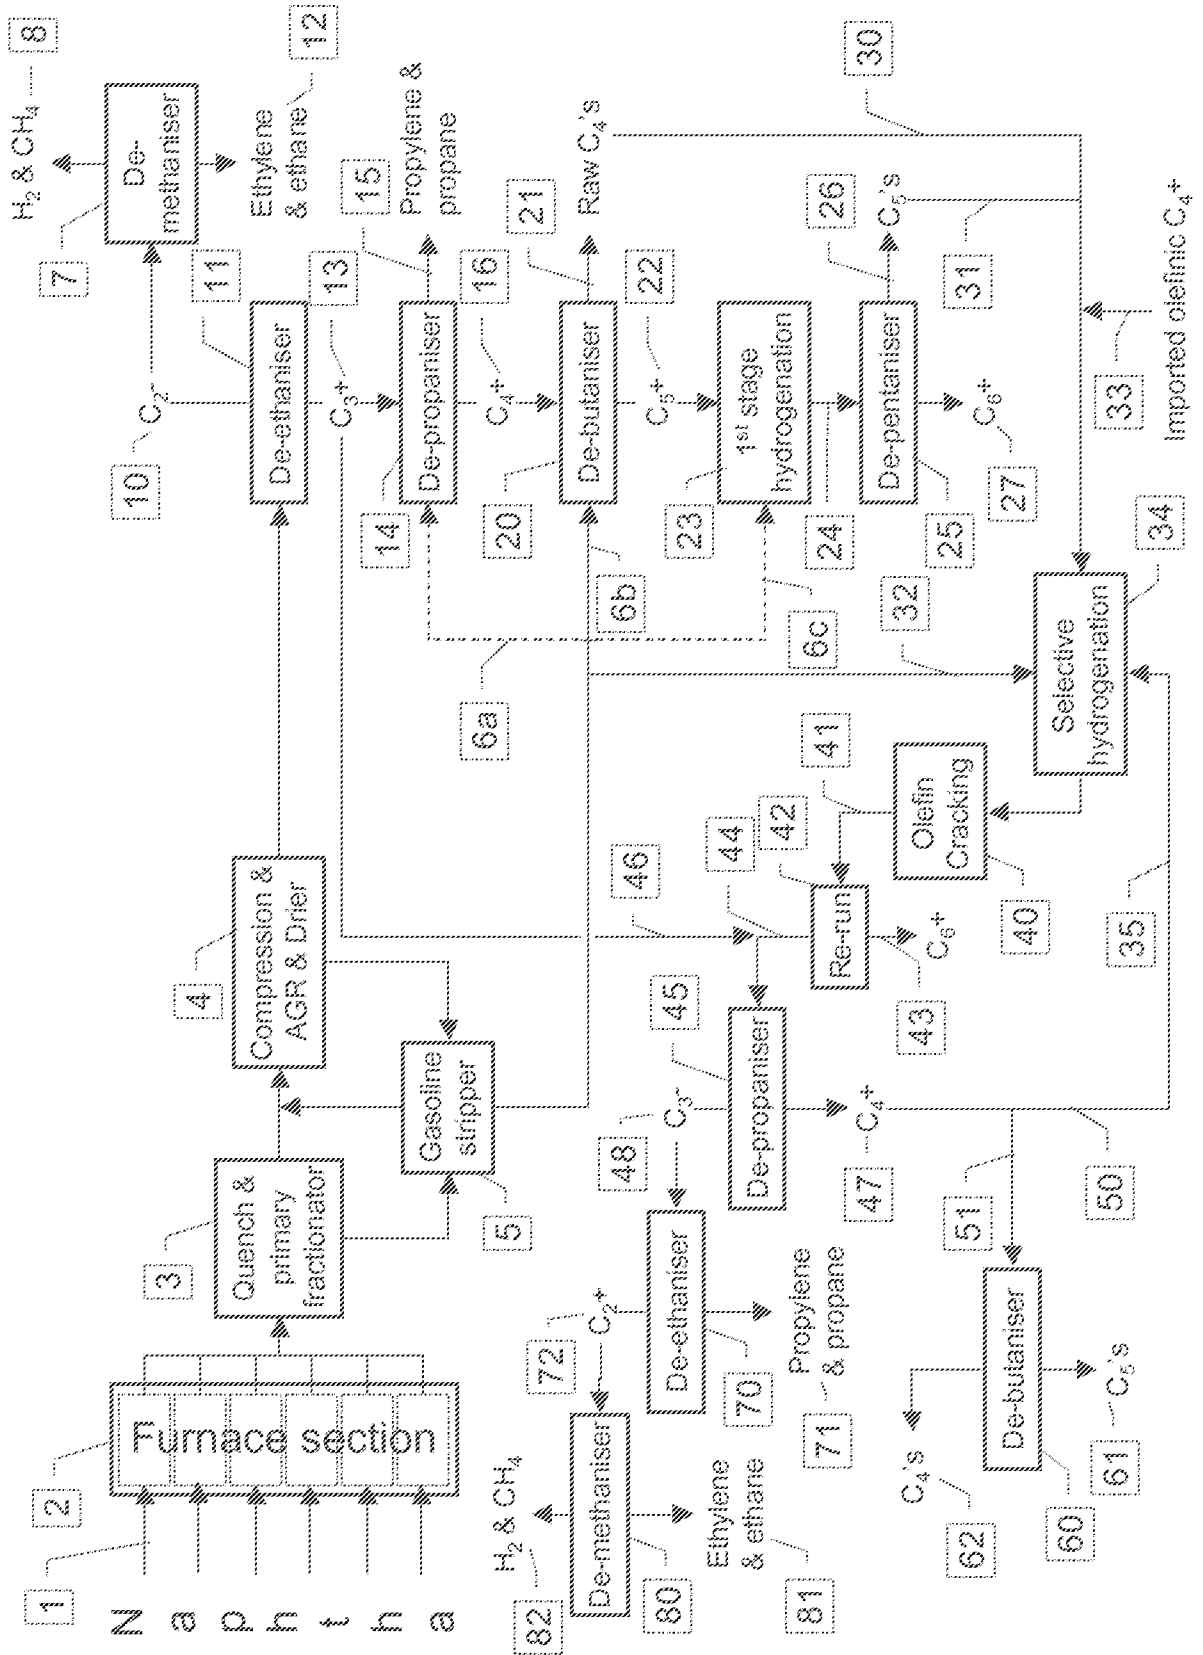 Naphtha
1
2
Furnace section
3
Quench &
primary
fractionator
4
Compression &
AGR & Drier
5
Gasoline
stripper
10
C₂⁻
7
De-
methaniser
H₂ & CH₄
8
Ethylene
& ethane
12
11
De-ethaniser
C₃+
13
14
De-propaniser
15
Propylene &
propane
C₄+
16
20
De-butaniser
21
Raw C₄'s
C₅+
22
23
1st stage
hydrogenation
24
25
De-pentaniser
26
C₅'s
C₆+
27
6a
6b
6c
30
31
32
33
Imported olefinic C₄+
34
Selective
hydrogenation
35
40
Olefin
Cracking
41
42
Re-run
43
C₆+
44
45
46
De-propaniser
C₄+
47
48
C₃⁻
50
51
De-butaniser
60
C₅'s
61
C₄'s
62
De-ethaniser
70
Propylene
& propane
71
72
C₂+
De-methaniser
80
Ethylene
& ethane
81
H₂ & CH₄
82